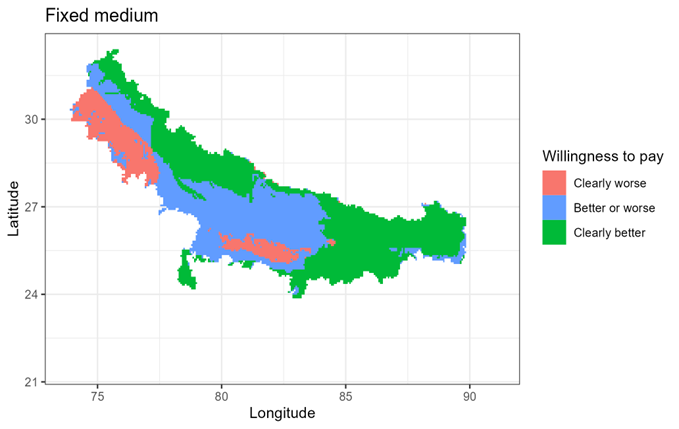 Fixed medium
30
27
24
21
Latitude
75
80
85
90
Longitude
Willingness to pay
Clearly worse
Better or worse
Clearly better